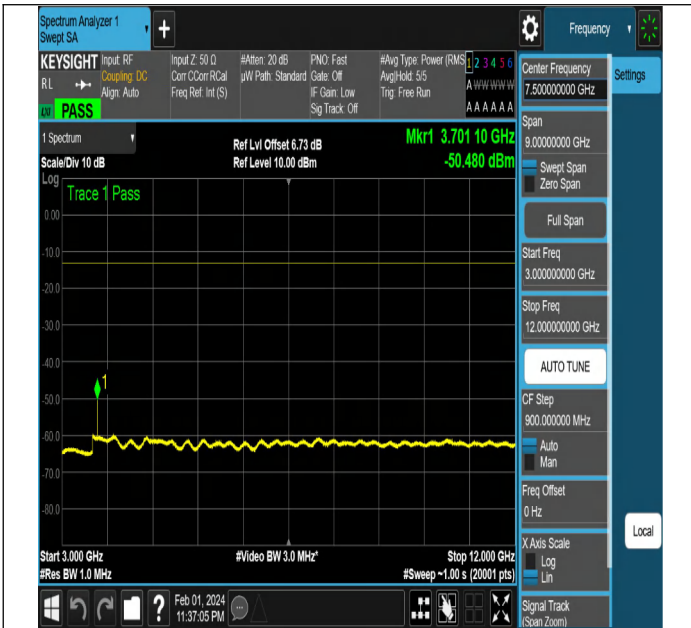 Spectrum Analyzer 1
Swept SA
Frequency
KEYSIGHT
RL
LXI
PASS
Input: RF
Coupling: DC
Align: Auto
Input Z: 50 Ω
Corr CCorr RCal
Freq Ref: Int (S)
#Atten: 20 dB
µW Path: Standard
PNO: Fast
Gate: Off
IF Gain: Low
Sig Track: Off
#Avg Type: Power (RMS
Avg|Hold: 5/5
Trig: Free Run
1 2 3 4 5 6
A W W W W W
A A A A A A
1 Spectrum
Scale/Div 10 dB
Ref Lvl Offset 6.73 dB
Ref Level 10.00 dBm
Mkr1 3.701 10 GHz
-50.480 dBm
Log
Trace 1 Pass
0.00
-10.0
-20.0
-30.0
-40.0
1
-50.0
-60.0
-70.0
-80.0
Start 3.000 GHz
#Video BW 3.0 MHz*
Stop 12.000 GHz
#Res BW 1.0 MHz
#Sweep ~1.00 s (20001 pts)
Feb 01, 2024
11:37:05 PM
Center Frequency
7.50000000 GHz
Settings
Span
9.00000000 GHz
Swept Span
Zero Span
Full Span
Start Freq
3.000000000 GHz
Stop Freq
12.000000000 GHz
AUTO TUNE
CF Step
900.000000 MHz
Auto
Man
Freq Offset
0 Hz
X Axis Scale
Log
Lin
Local
Signal Track
(Span Zoom)